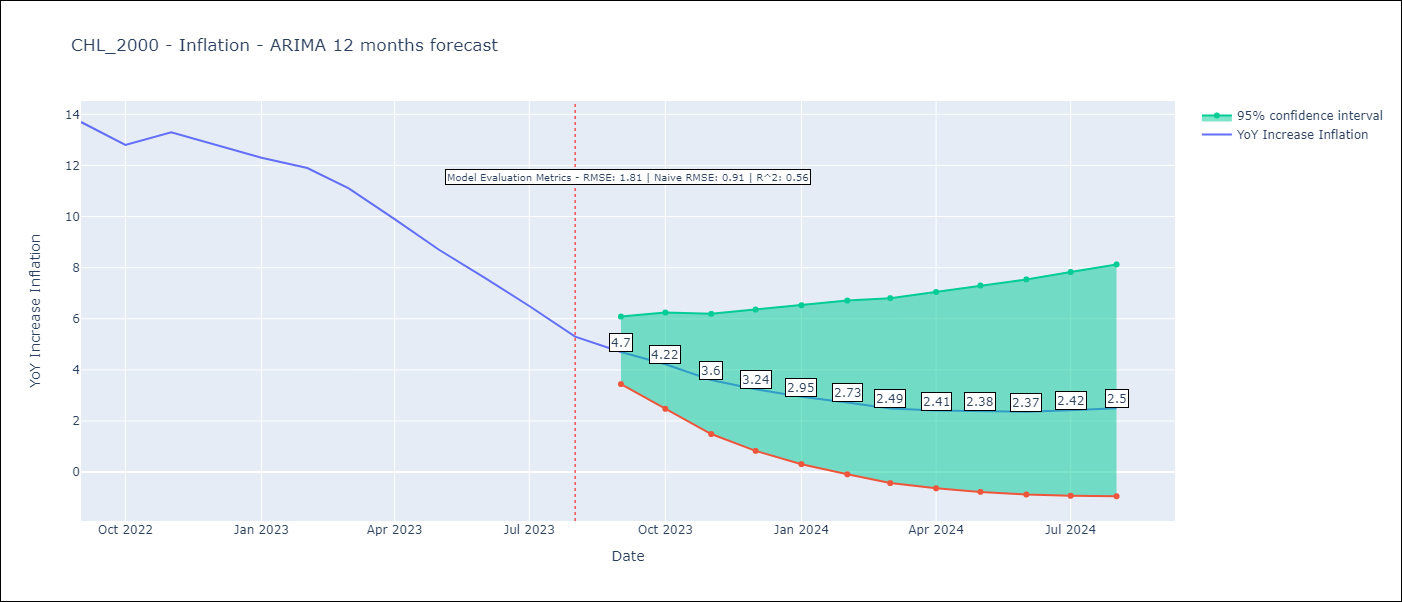 CHL_2000 - Inflation - ARIMA 12 months forecast
95% confidence interval
YoY Increase Inflation
Model Evaluation Metrics - RMSE: 1.81 | Naive RMSE: 0.91 | R^2: 0.56
YoY Increase Inflation
14
12
10
8
6
4
2
0
4.7
4.22
3.6
3.24
2.95
2.73
2.49
2.41
2.38
2.37
2.42
2.5
Oct 2022
Jan 2023
Apr 2023
Jul 2023
Oct 2023
Jan 2024
Apr 2024
Jul 2024
Date